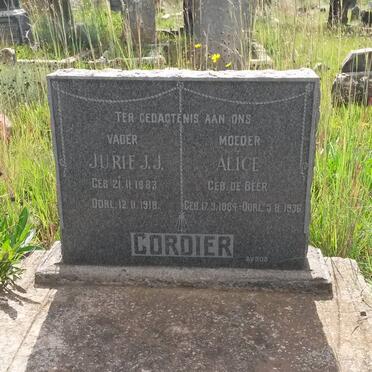 TER GEDACTENIS AAN ONS
VADER
JURIE J.J.
GEB. 21.11.1883
OORL. 12.11.1918.
MOEDER
ALICE
GEB. DE BEER
GEB. 17.9.1884 - OORL. 5.8.1936
CORDIER